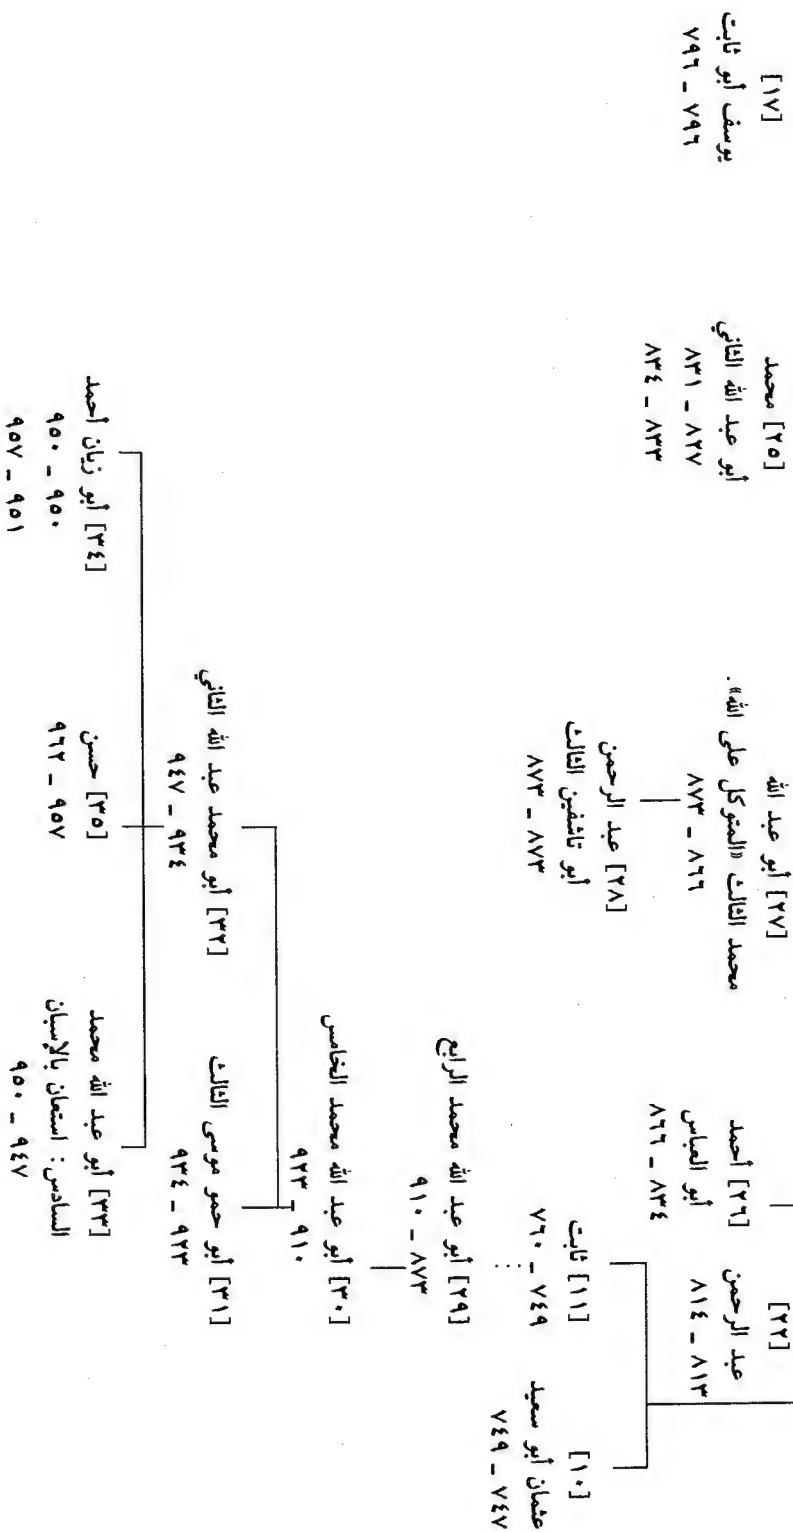 [٢٢]
عبد الرحمن
٨١٣ _ ٨١٤
[٢٦] أحمد
أبو العباس
٨٣٤ _ ٨٦٦
[٢٧] أبو عبد الله
محمد الثالث «المتوكل على الله».
٨٦٦ _ ٨٧٣
[٢٥] محمد
أبو عبد الله الثاني
٨٢٧ _ ٨٣١
٨٣٣ _ ٨٣٤
[١٧]
يوسف أبو ثابت
٧٩٦ _ ٧٩٦
[١٠]
عثمان أبو سعيد
٧٤٧ _ ٧٤٩
[١١] ثابت
٧٤٩ _ ٧٦٠
[٢٨] عبد الرحمن
أبو تاشفين الثالث
٨٧٣ _ ٨٧٣
[٢٩] أبو عبد الله محمد الرابع
٨٧٣ _ ٩١٠
[٣٠] أبو عبد الله محمد الخامس
٩١٠ _ ٩٢٣
[٣١] أبو حمو موسى الثالث
٩٢٣ _ ٩٣٤
[٣٢] أبو محمد عبد الله الثاني
٩٣٤ _ ٩٤٧
[٣٣] أبو عبد الله محمد
السادس: استعان بالإسبان
٩٤٧ _ ٩٥٠
[٣٥] حسن
٩٥٧ _ ٩٦٢
[٣٤] أبو زيان أحمد
٩٥٠ _ ٩٥٠
٩٥١ _ ٩٥٧